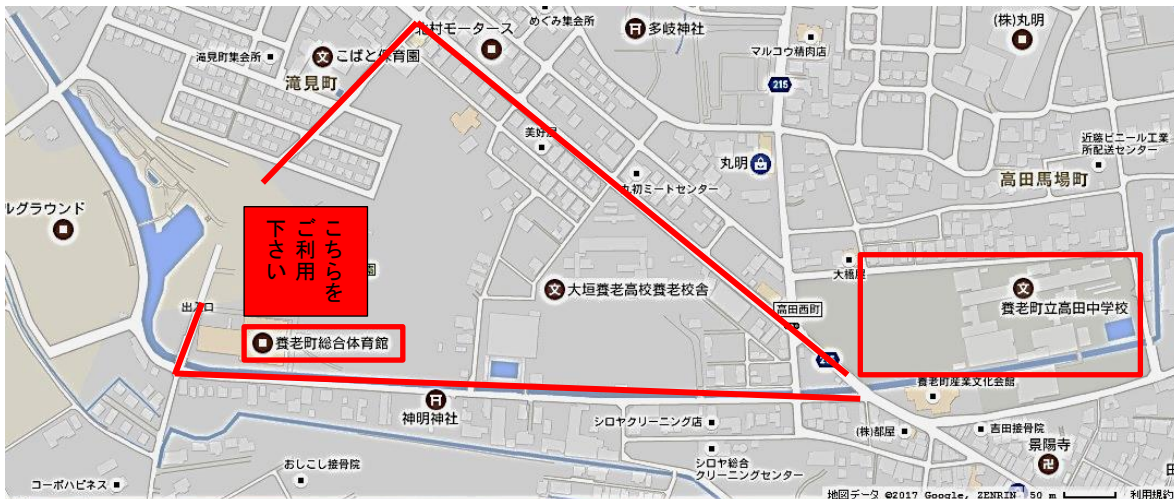 めぐみ集会所
北村モータース
多岐神社
(株)丸明
マルコウ精肉店
滝見町集会所
こばと保育園
滝見町
215
近藤ビニール工業
所配送センター
美好屋
丸明
丸初ミートセンター
高田馬場町
ルグラウンド
こちらを
ご利用
下さい
園
大橋屋
大垣養老高校養老校舎
養老町立高田中学校
出入口
高田西町
養老町総合体育館
養老町産業文化会館
神明神社
シロヤクリーニング店
(株)部屋
吉田接骨院
景陽寺
おしこし接骨院
シロヤ総合
クリーニングセンター
コーポハピネス
田
地図データ ©2017 Google, ZENRIN
50 m
利用規約